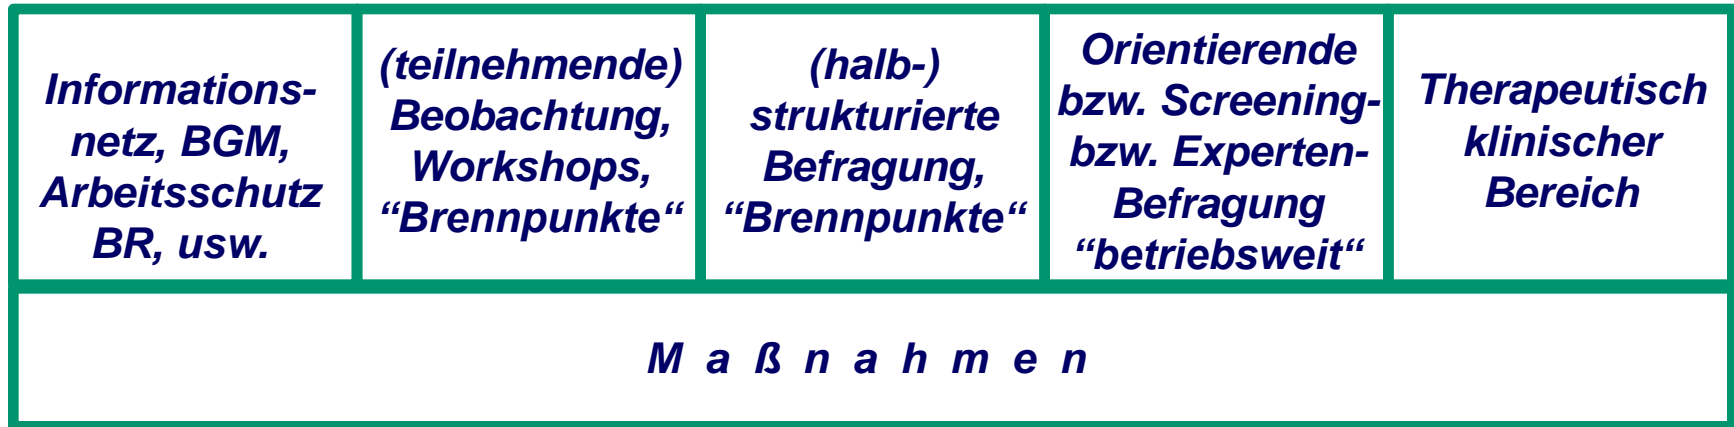 Informations-
netz, BGM,
Arbeitsschutz
BR, usw.
(teilnehmende)
Beobachtung,
Workshops,
“Brennpunkte“
(halb-)
strukturierte
Befragung,
“Brennpunkte“
Orientierende
bzw. Screening-
bzw. Experten-
Befragung
“betriebsweit“
Therapeutisch
klinischer
Bereich
M a ß n a h m e n